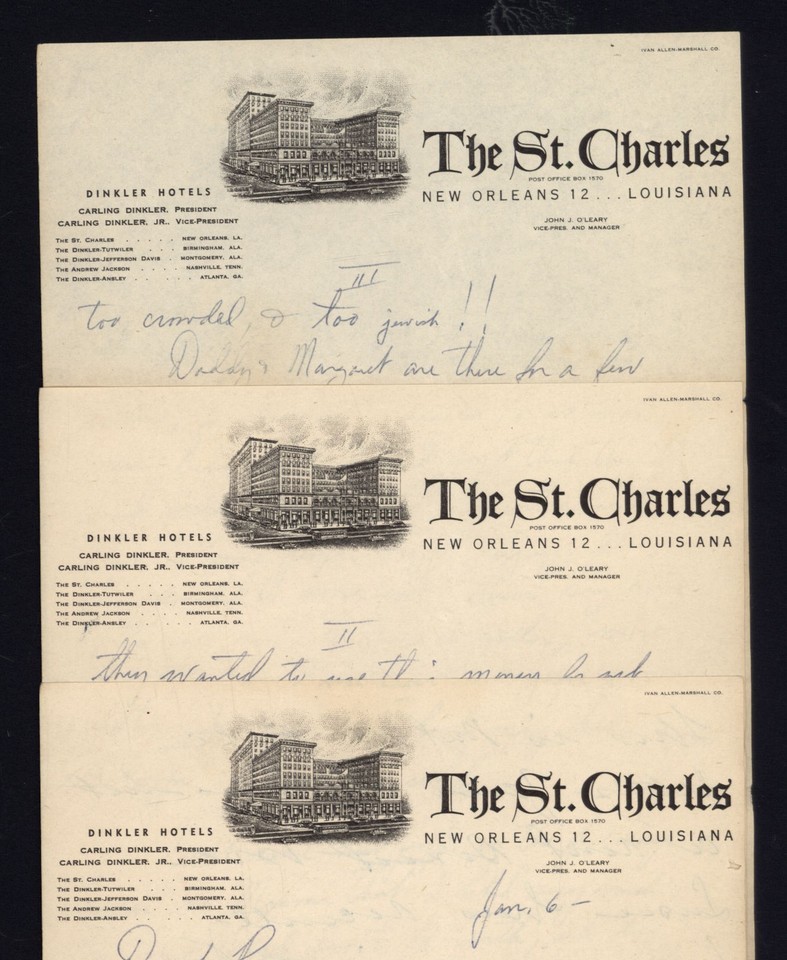 IVAN ALLEN-MARSHALL CO.
The St. Charles
POST OFFICE BOX 1570
NEW ORLEANS 12 . . . LOUISIANA
DINKLER HOTELS
CARLING DINKLER, PRESIDENT
CARLING DINKLER, JR., VICE-PRESIDENT
JOHN J. O'LEARY
VICE-PRES. AND MANAGER
THE ST. CHARLES . . . . . NEW ORLEANS, LA.
THE DINKLER-TUTWILER . . . BIRMINGHAM, ALA.
THE DINKLER-JEFFERSON DAVIS . MONTGOMERY, ALA.
THE ANDREW JACKSON . . . . NASHVILLE, TENN.
THE DINKLER-ANSLEY . . . . . . ATLANTA, GA.
III
too crowded, & too jewish !!
Daddy & Margaret are there for a few
IVAN ALLEN-MARSHALL CO.
The St. Charles
POST OFFICE BOX 1570
NEW ORLEANS 12 . . . LOUISIANA
DINKLER HOTELS
CARLING DINKLER, PRESIDENT
CARLING DINKLER, JR., VICE-PRESIDENT
JOHN J. O'LEARY
VICE-PRES. AND MANAGER
THE ST. CHARLES . . . . . NEW ORLEANS, LA.
THE DINKLER-TUTWILER . . . BIRMINGHAM, ALA.
THE DINKLER-JEFFERSON DAVIS . MONTGOMERY, ALA.
THE ANDREW JACKSON . . . . NASHVILLE, TENN.
THE DINKLER-ANSLEY . . . . . . ATLANTA, GA.
II
then wanted to use
IVAN ALLEN-MARSHALL CO.
The St. Charles
POST OFFICE BOX 1570
NEW ORLEANS 12 . . . LOUISIANA
DINKLER HOTELS
CARLING DINKLER, PRESIDENT
CARLING DINKLER, JR., VICE-PRESIDENT
JOHN J. O'LEARY
VICE-PRES. AND MANAGER
THE ST. CHARLES . . . . . NEW ORLEANS, LA.
THE DINKLER-TUTWILER . . . BIRMINGHAM, ALA.
THE DINKLER-JEFFERSON DAVIS . MONTGOMERY, ALA.
THE ANDREW JACKSON . . . . NASHVILLE, TENN.
THE DINKLER-ANSLEY . . . . . . ATLANTA, GA.
Jan. 6 -